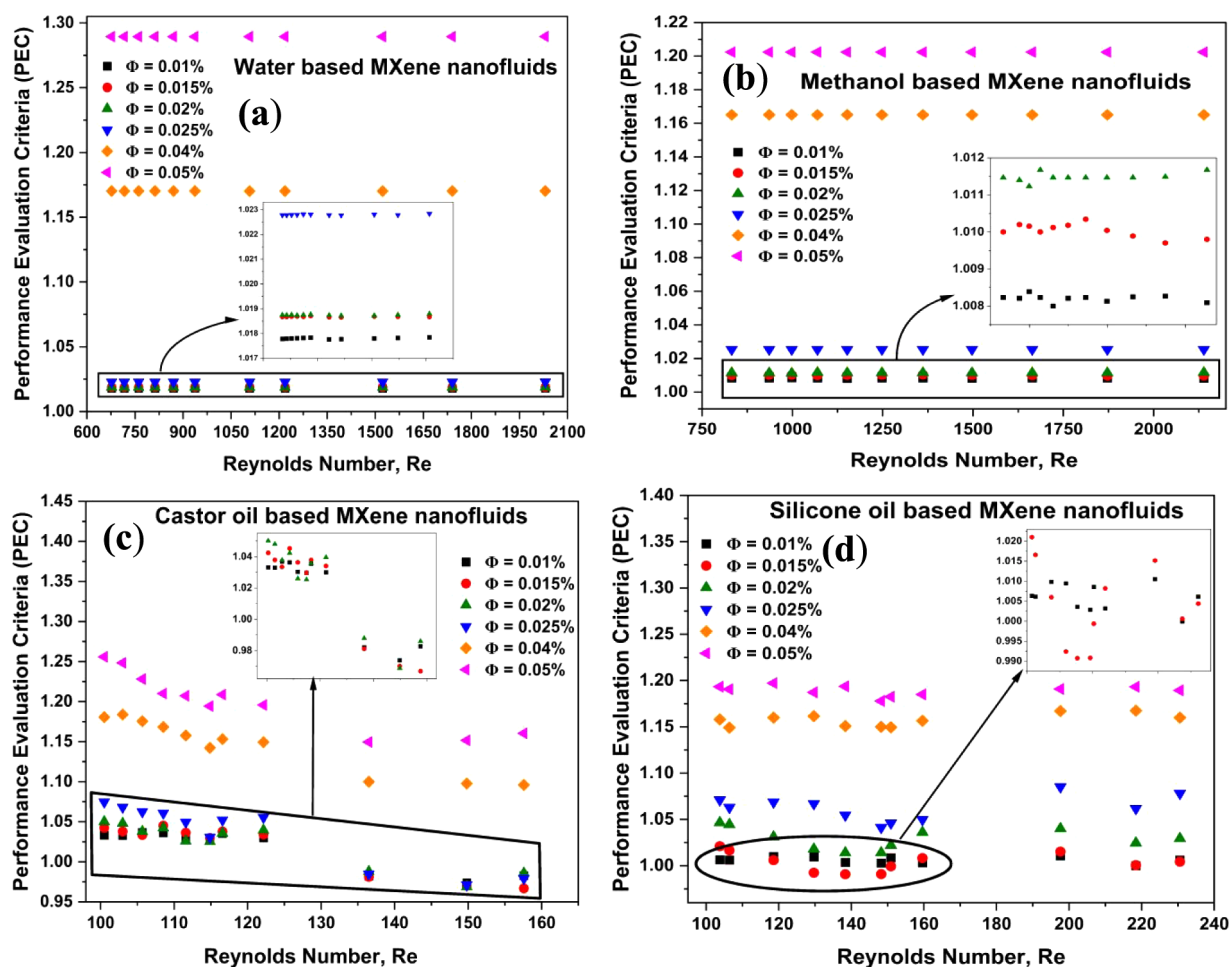 Performance Evaluation Criteria (PEC)
1.30
1.25
1.20
1.15
1.10
1.05
1.00
Water based MXene nanofluids
(a)
Φ = 0.01%
Φ = 0.015%
Φ = 0.02%
Φ = 0.025%
Φ = 0.04%
Φ = 0.05%
1.023
1.022
1.021
1.020
1.019
1.018
1.017
600 750 900 1050 1200 1350 1500 1650 1800 1950 2100
Reynolds Number, Re
Performance Evaluation Criteria (PEC)
1.22
1.20
1.18
1.16
1.14
1.12
1.10
1.08
1.06
1.04
1.02
1.00
(b)
Methanol based MXene nanofluids
Φ = 0.01%
Φ = 0.015%
Φ = 0.02%
Φ = 0.025%
Φ = 0.04%
Φ = 0.05%
1.012
1.011
1.010
1.009
1.008
750 1000 1250 1500 1750 2000
Reynolds Number, Re
Performance Evaluation Criteria (PEC)
1.45
1.40
1.35
1.30
1.25
1.20
1.15
1.10
1.05
1.00
0.95
Castor oil based MXene nanofluids
(c)
Φ = 0.01%
Φ = 0.015%
Φ = 0.02%
Φ = 0.025%
Φ = 0.04%
Φ = 0.05%
1.04
1.02
1.00
0.98
100 110 120 130 140 150 160
Reynolds Number, Re
Performance Evaluation Criteria (PEC)
1.40
1.35
1.30
1.25
1.20
1.15
1.10
1.05
1.00
Silicone oil based MXene nanofluids
(d)
Φ = 0.01%
Φ = 0.015%
Φ = 0.02%
Φ = 0.025%
Φ = 0.04%
Φ = 0.05%
1.020
1.015
1.010
1.005
1.000
0.995
0.990
100 120 140 160 180 200 220 240
Reynolds Number, Re